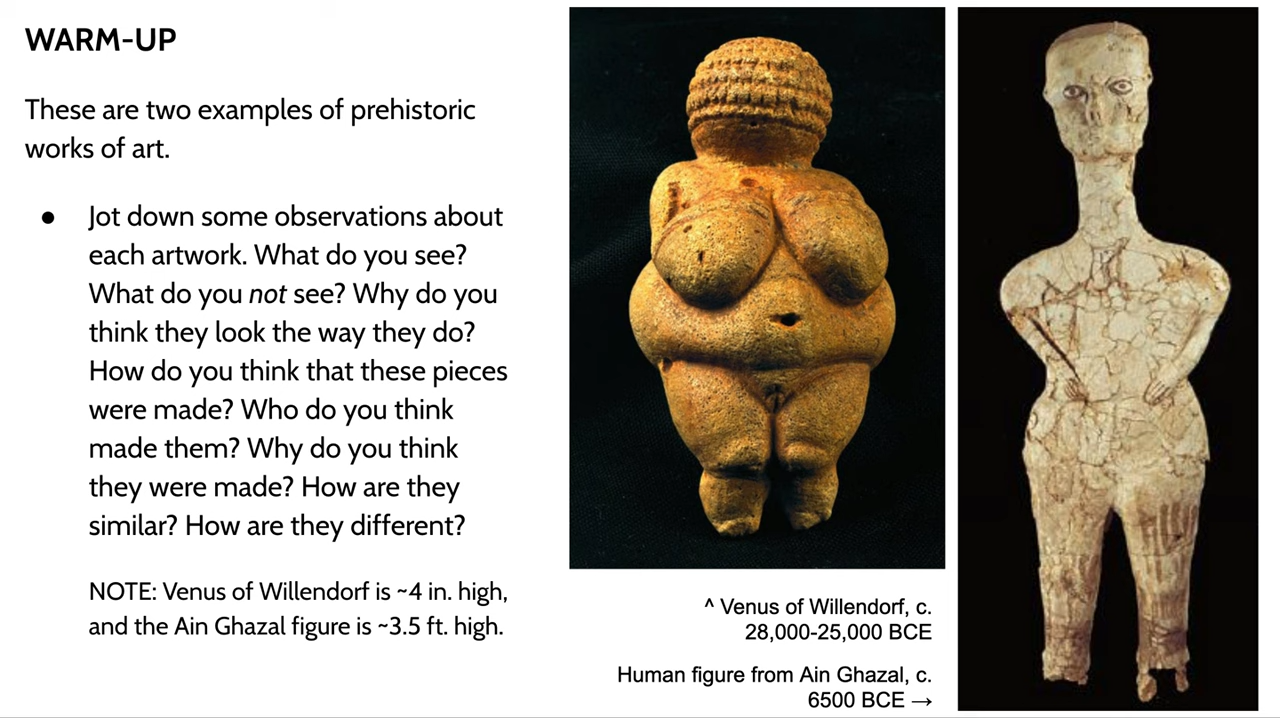 WARM-UP
These are two examples of prehistoric
works of art.
● Jot down some observations about
each artwork. What do you see?
What do you not see? Why do you
think they look the way they do?
How do you think that these pieces
were made? Who do you think
made them? Why do you think
they were made? How are they
similar? How are they different?
NOTE: Venus of Willendorf is ~4 in. high,
and the Ain Ghazal figure is ~3.5 ft. high.
^ Venus of Willendorf, c.
28,000-25,000 BCE
Human figure from Ain Ghazal, c.
6500 BCE →